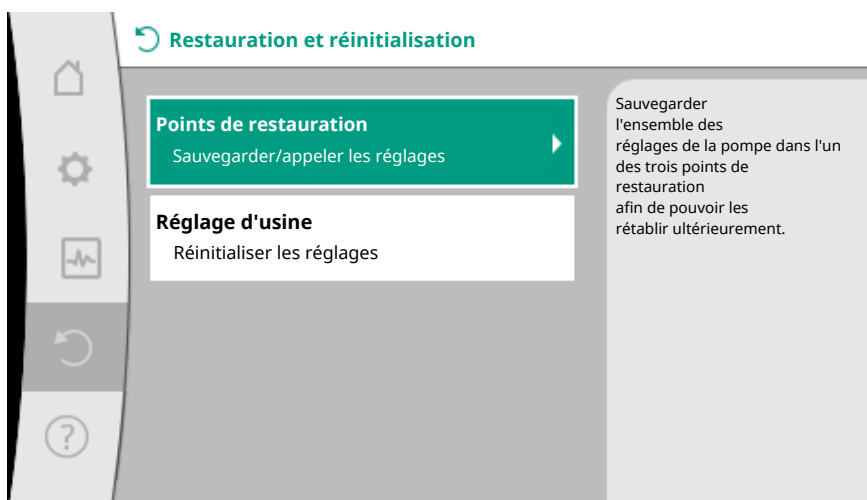 Restauration et réinitialisation
Points de restauration
Sauvegarder/appeler les réglages
Réglage d'usine
Réinitialiser les réglages
Sauvegarder
l'ensemble des
réglages de la pompe dans l'un
des trois points de
restauration
afin de pouvoir les
rétablir ultérieurement.
?